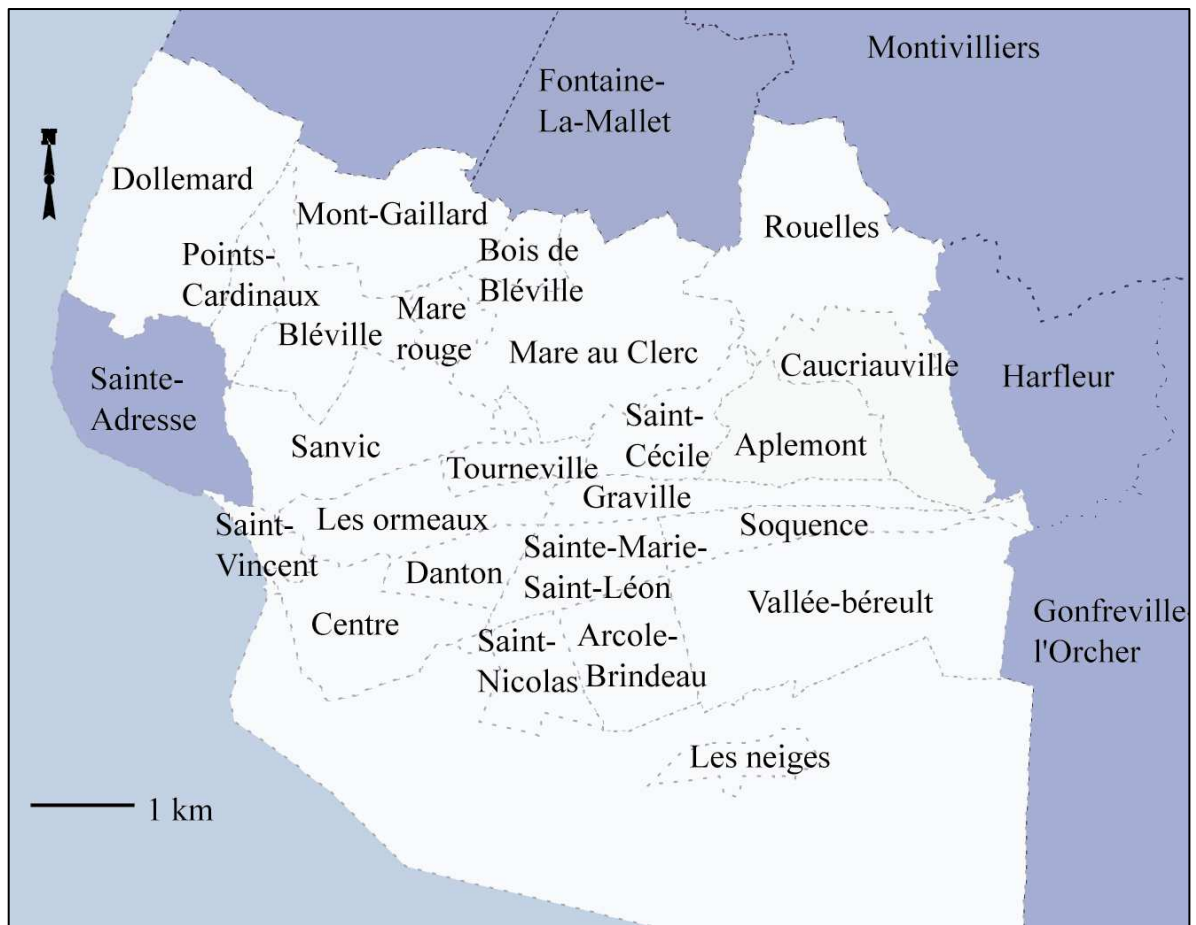 Montivilliers
Fontaine-
La-Mallet
N
Dollemard
Mont-Gaillard
Rouelles
Points-
Cardinaux
Bois de
Bléville
Bléville
Mare
rouge
Mare au Clerc
Caucriauville
Harfleur
Sainte-
Adresse
Sanvic
Saint-
Cécile
Aplemont
Tourneville
Graville
Les ormeaux
Soquence
Saint-
Vincent
Sainte-Marie-
Saint-Léon
Danton
Vallée-béreult
Centre
Saint-
Nicolas
Arcole-
Brindeau
Gonfreville-
l'Orcher
Les neiges
1 km